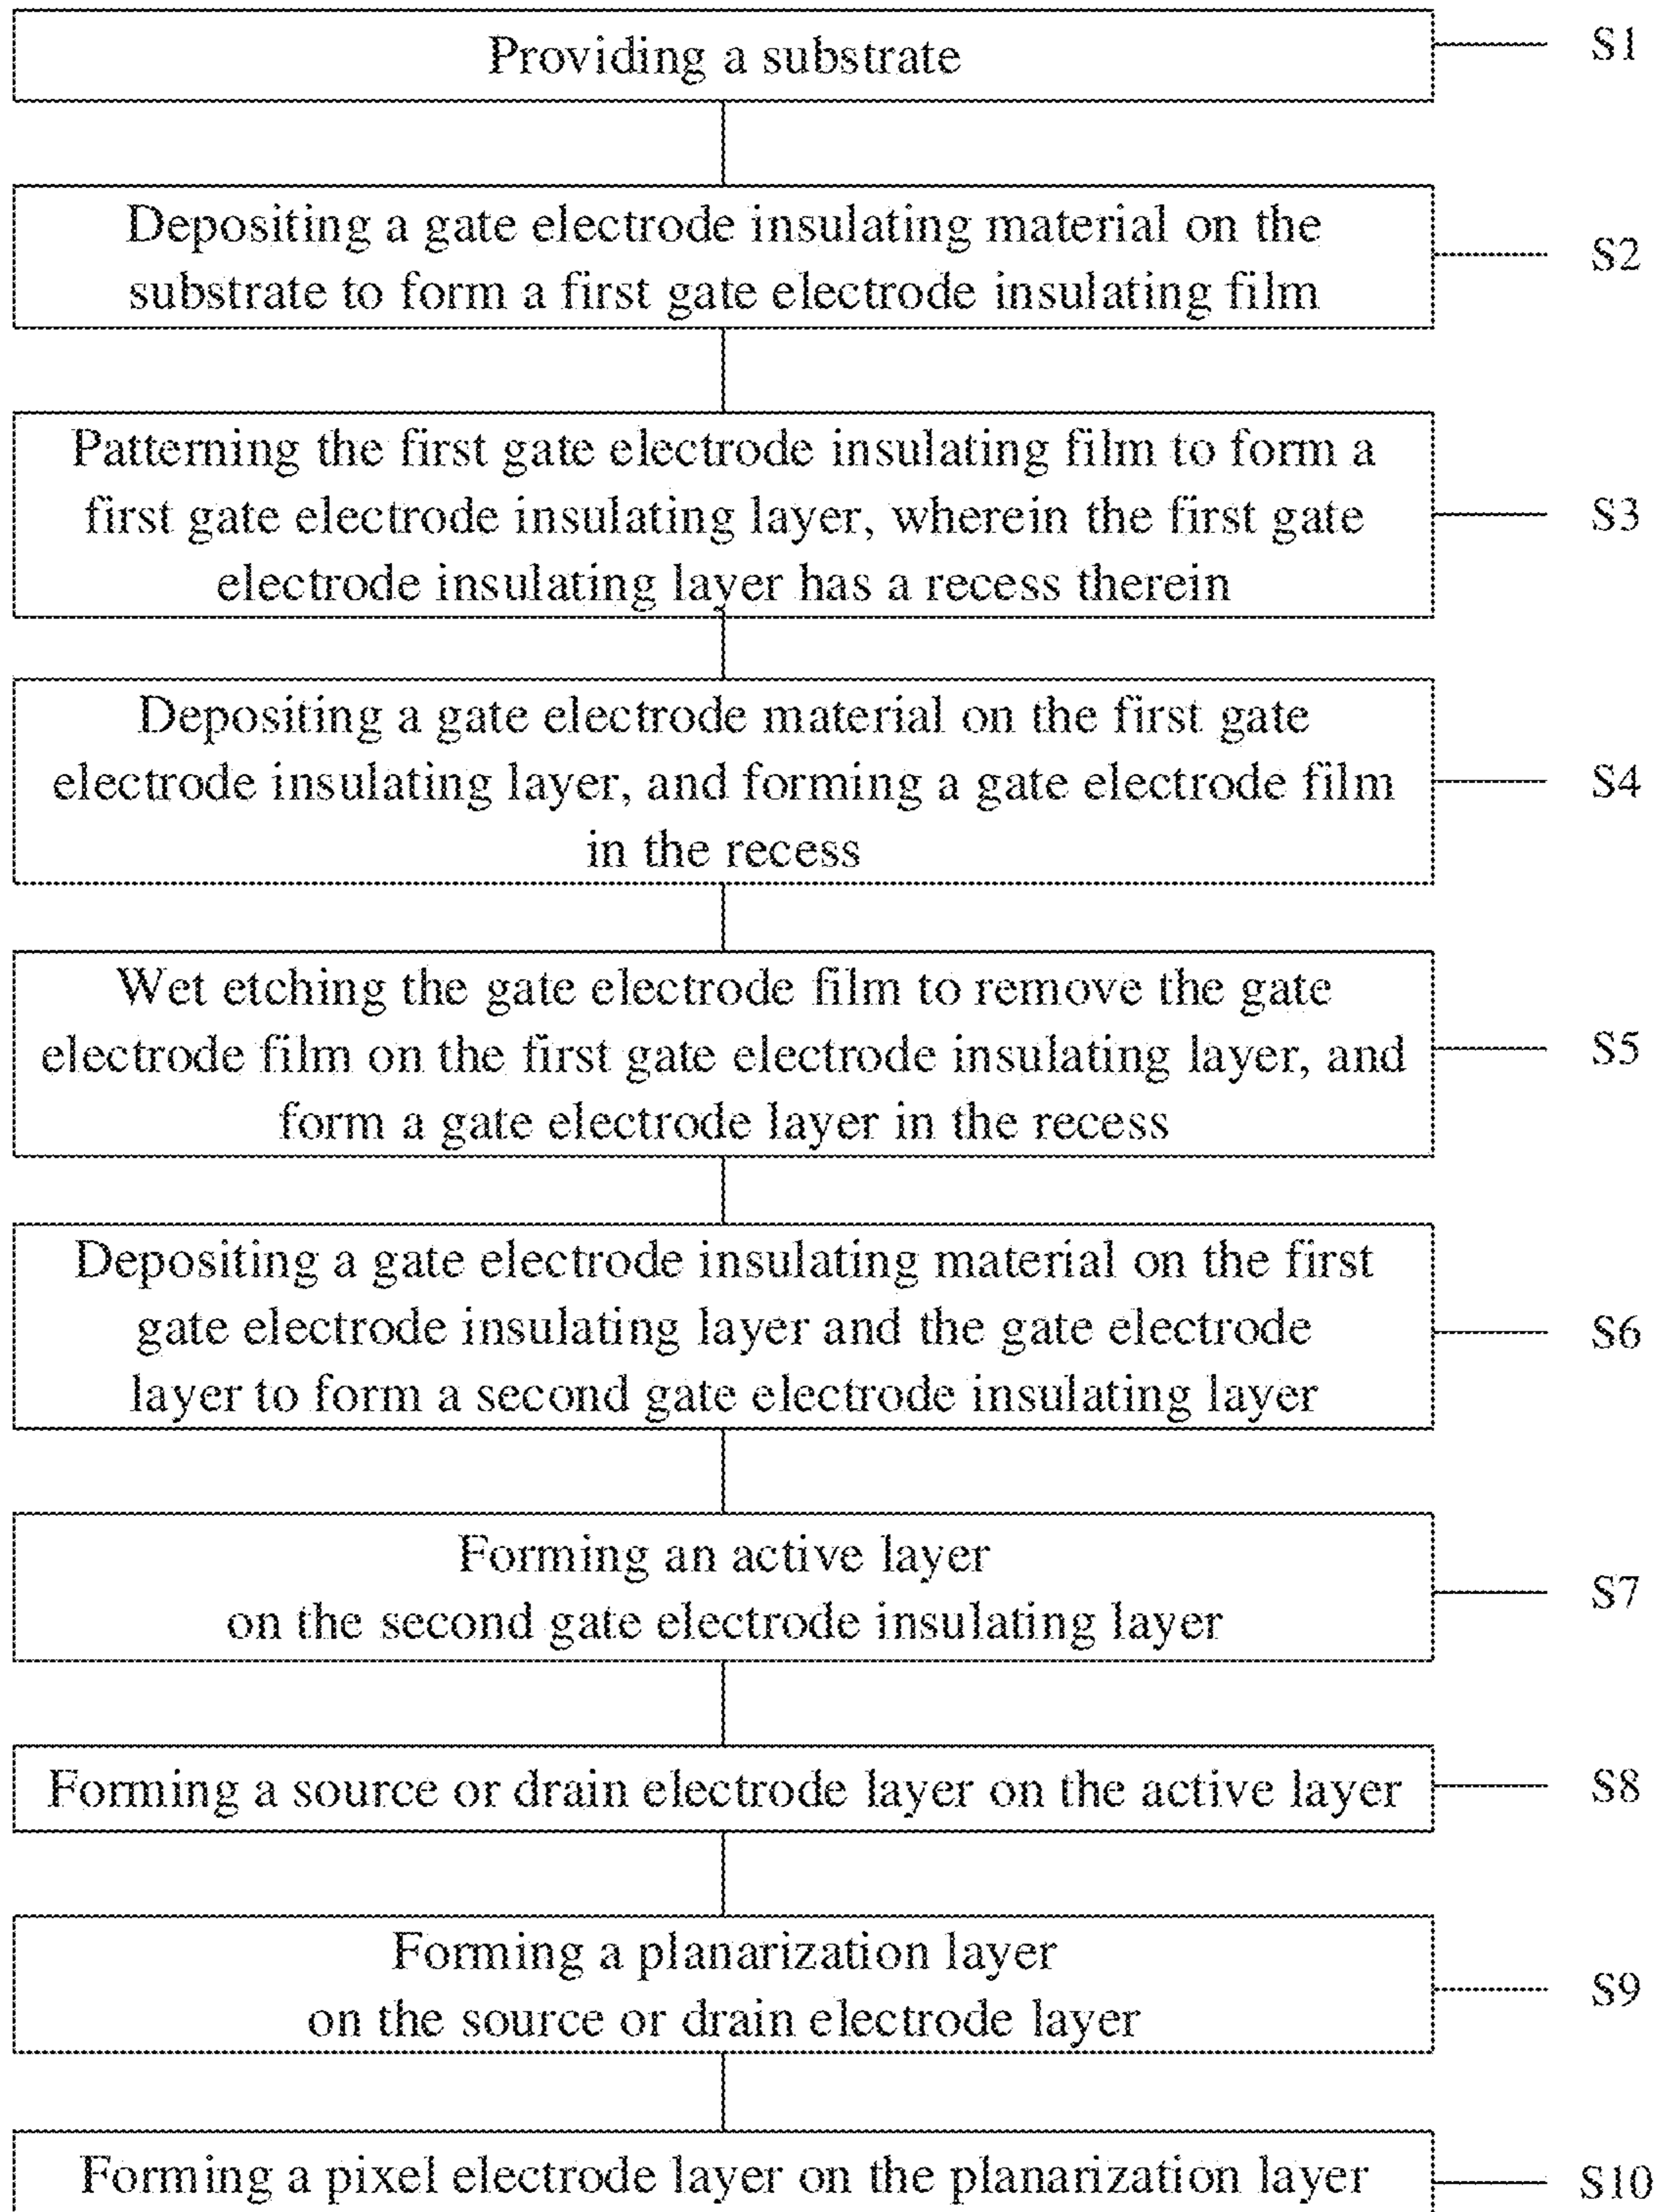 Providing a substrate
S1
Depositing a gate electrode insulating material on the
substrate to form a first gate electrode insulating film
S2
Patterning the first gate electrode insulating film to form a
first gate electrode insulating layer, wherein the first gate
electrode insulating layer has a recess therein
S3
Depositing a gate electrode material on the first gate
electrode insulating layer, and forming a gate electrode film
in the recess
S4
Wet etching the gate electrode film to remove the gate
electrode film on the first gate electrode insulating layer, and
form a gate electrode layer in the recess
S5
Depositing a gate electrode insulating material on the first
gate electrode insulating layer and the gate electrode
layer to form a second gate electrode insulating layer
S6
Forming an active layer
on the second gate electrode insulating layer
S7
Forming a source or drain electrode layer on the active layer
S8
Forming a planarization layer
on the source or drain electrode layer
S9
Forming a pixel electrode layer on the planarization layer
S10